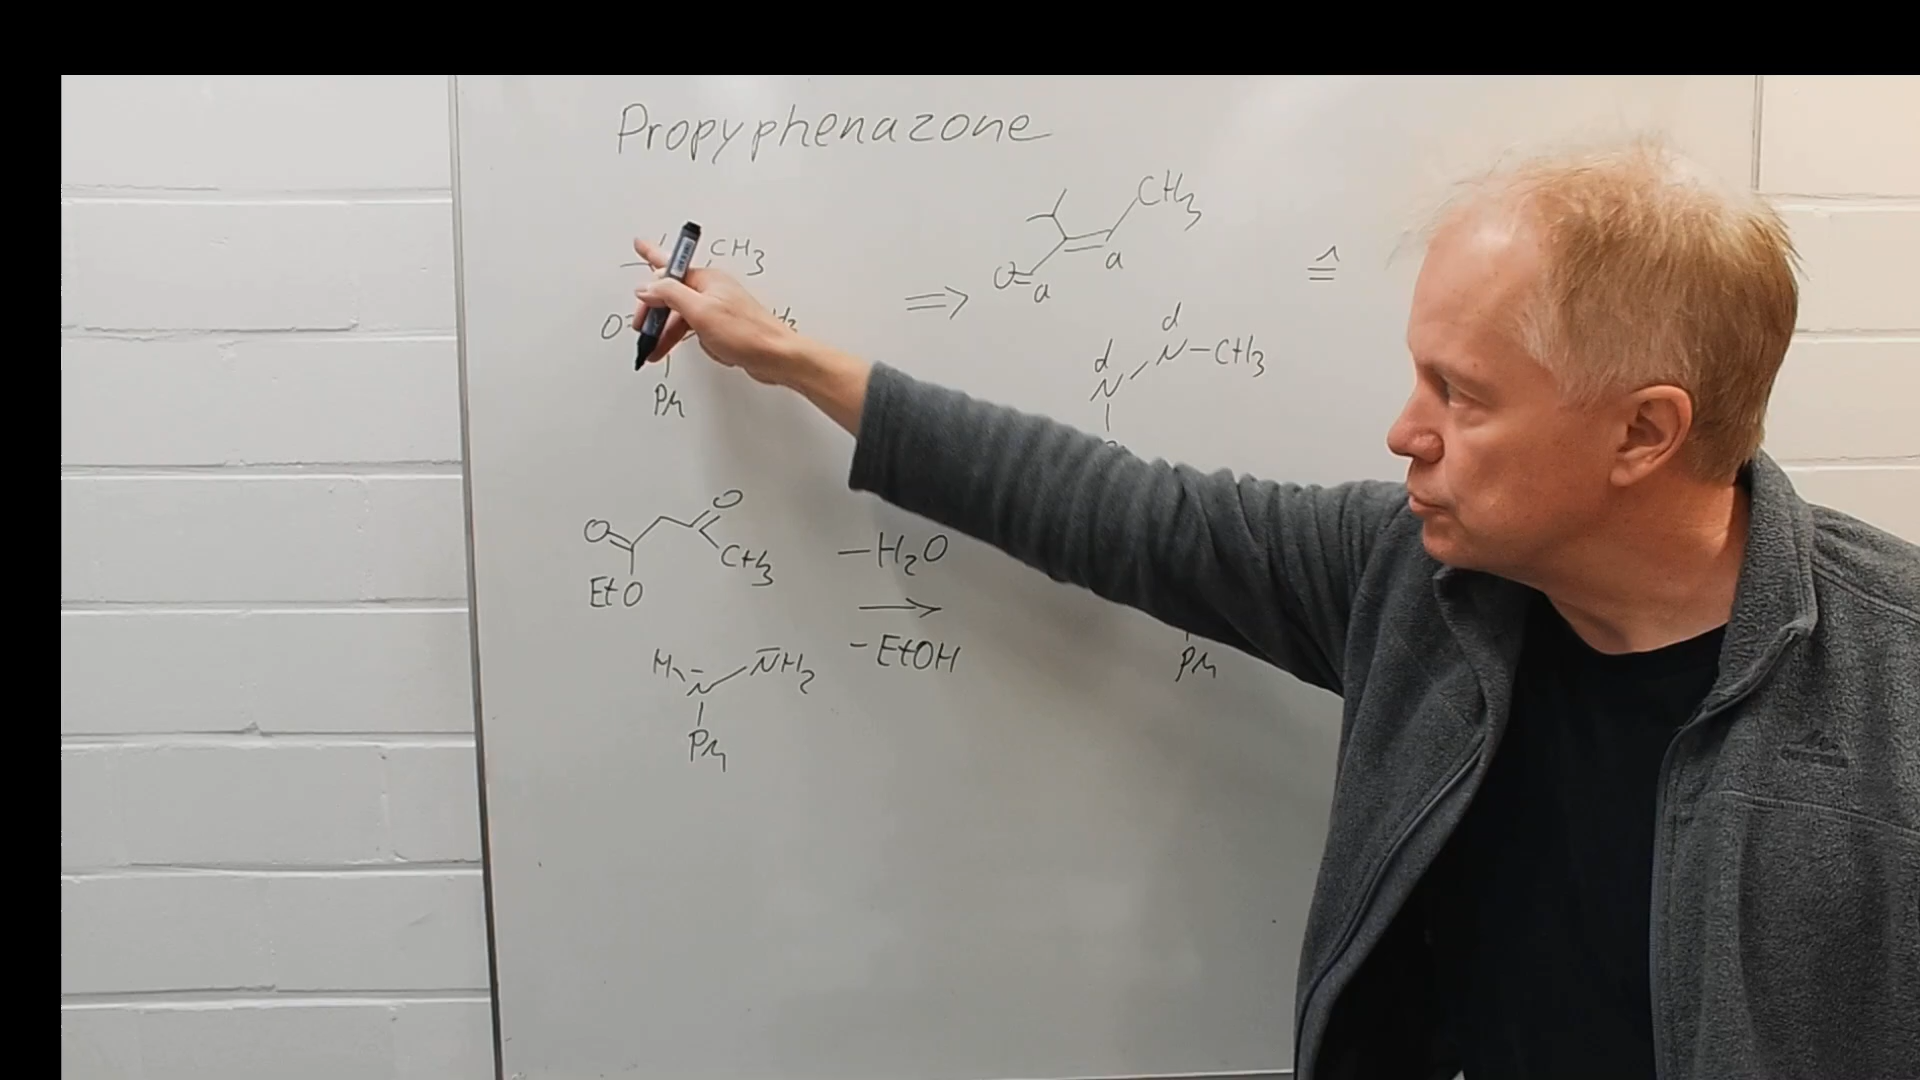 Propyphenazone
CH3
O
Ph
⇒
CH3
O=
a
a
≙
d
d
N
N-CH3
O
O
CH3
EtO
-H2O
→
-EtOH
H
N
NH2
Ph
Ph